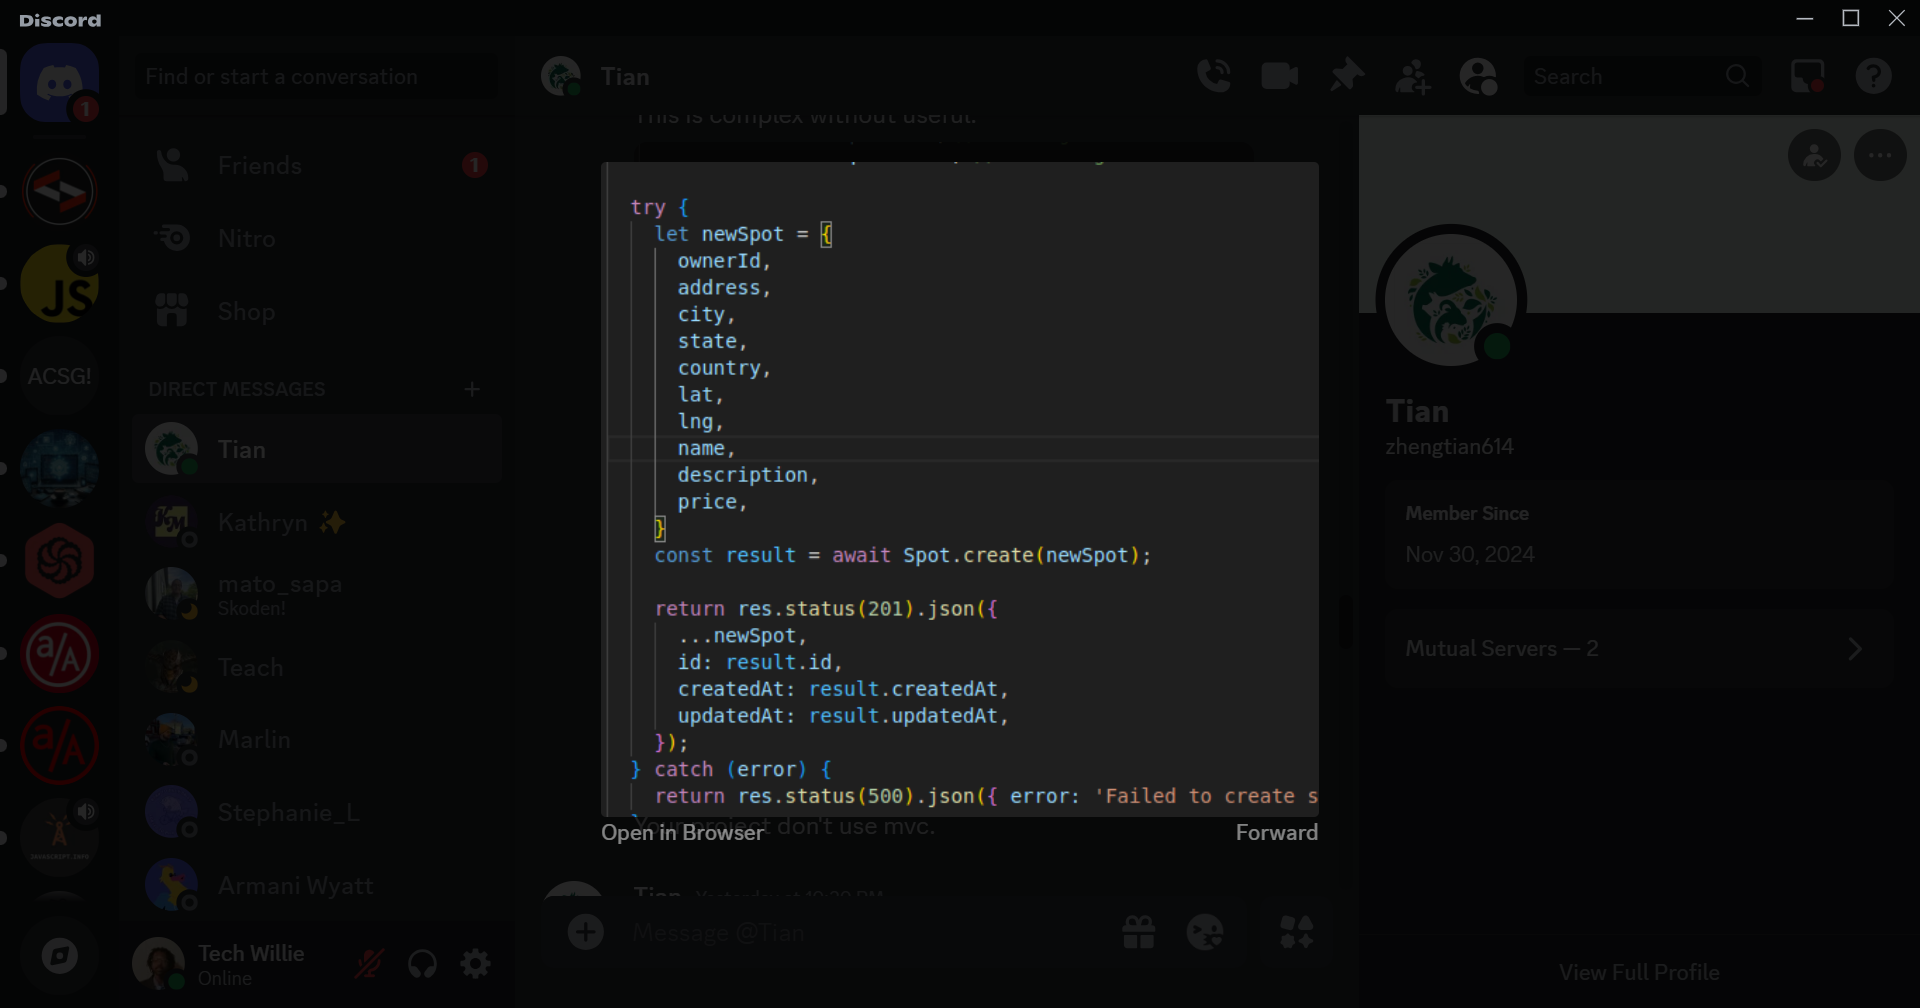 Discord
Find or start a conversation
1
Friends
1
Nitro
Shop
JS
ACSG!
DIRECT MESSAGES
Tian
Kathryn ✨
mato_sapa
Skoden!
Teach
Marlin
Stephanie_L
Armani Wyatt
a/A
a/A
Tech Willie
Online
Tian
Search
This is complex without useful.
try {
let newSpot = {
ownerId,
address,
city,
state,
country,
lat,
lng,
name,
description,
price,
}
const result = await Spot.create(newSpot);
return res.status(201).json({
...newSpot,
id: result.id,
createdAt: result.createdAt,
updatedAt: result.updatedAt,
});
} catch (error) {
return res.status(500).json({ error: 'Failed to create s
Your project don't use mvc.
Open in Browser
Forward
Tian Yesterday at
Message @Tian
Tian
zhengtian614
Member Since
Nov 30, 2024
Mutual Servers — 2
View Full Profile